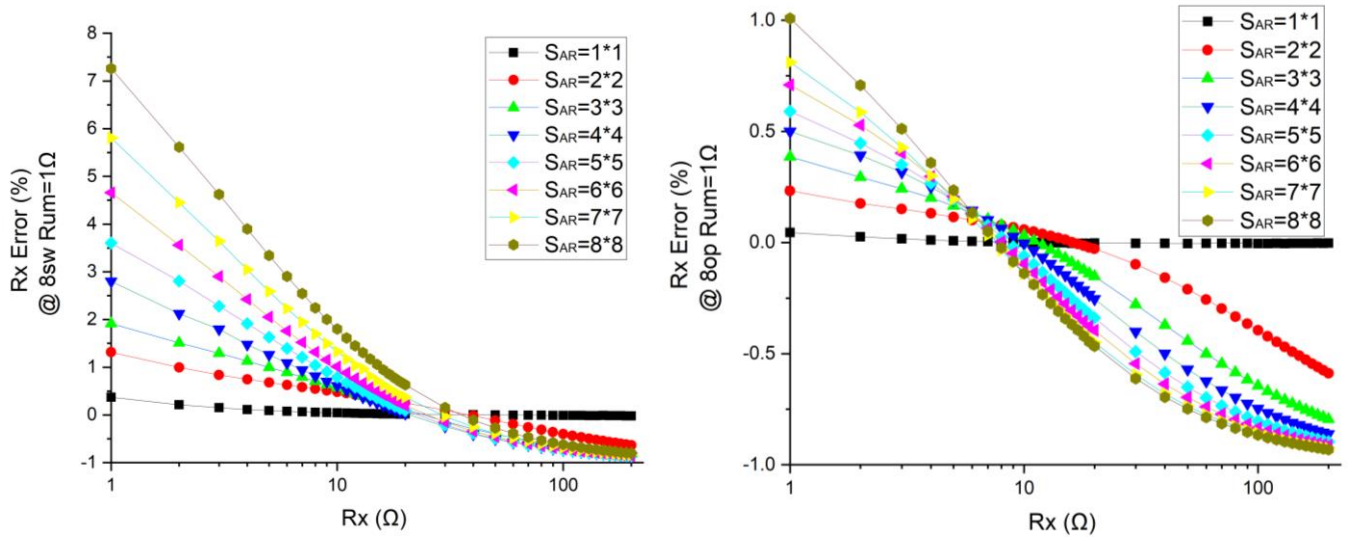 8
7
6
5
4
3
2
1
0
-1
Rx Error (%)
@ 8sw Rum=1Ω
1
10
100
Rx (Ω)
SAR=1*1
SAR=2*2
SAR=3*3
SAR=4*4
SAR=5*5
SAR=6*6
SAR=7*7
SAR=8*8
1.0
0.5
0.0
-0.5
-1.0
Rx Error (%)
@ 8op Rum=1Ω
1
10
100
Rx (Ω)
SAR=1*1
SAR=2*2
SAR=3*3
SAR=4*4
SAR=5*5
SAR=6*6
SAR=7*7
SAR=8*8